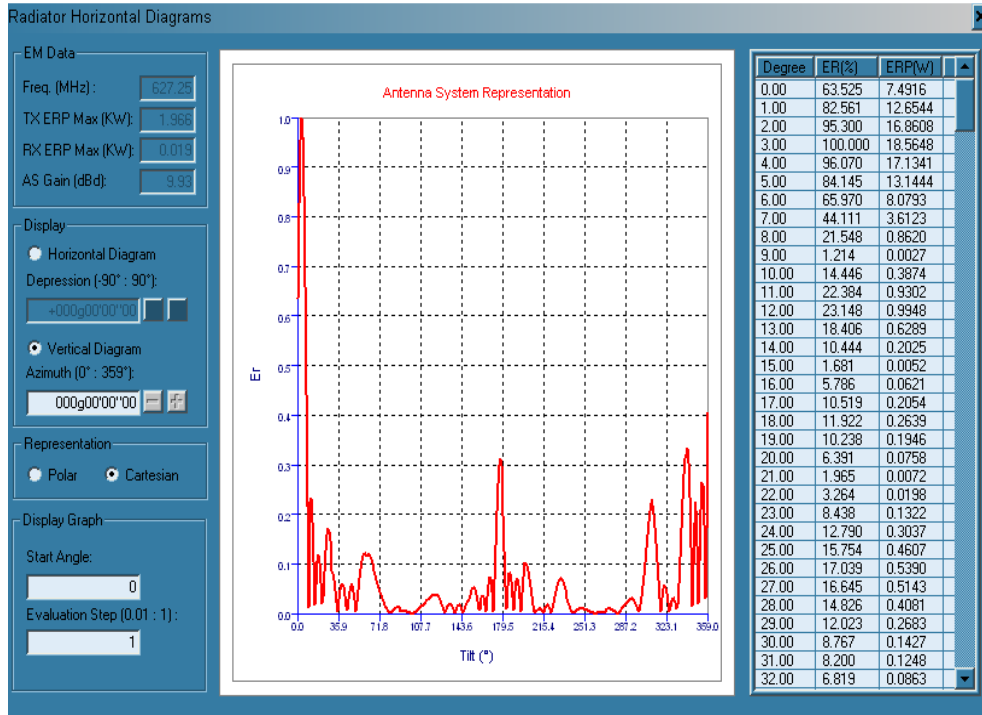 Radiator Horizontal Diagrams
EM Data
Freq. (MHz) : 627.25
TX ERP Max (KW): 1.966
RX ERP Max (KW): 0.019
AS Gain (dBd): 9.93
Display
Horizontal Diagram
Depression (-90° : 90°):
+000g00'00''00
Vertical Diagram
Azimuth (0° : 359°):
000g00'00''00
Representation
Polar Cartesian
Display Graph
Start Angle:
0
Evaluation Step (0.01 : 1) :
1
Antenna System Representation
1.0
0.9
0.8
0.7
0.6
0.5
0.4
0.3
0.2
0.1
0.0
Er
0.0 35.9 71.8 107.7 143.6 179.5 215.4 251.3 287.2 323.1 359.0
Tilt (°)
Degree ER(%) ERP(W)
0.00 63.525 7.4916
1.00 82.561 12.6544
2.00 95.300 16.8608
3.00 100.000 18.5648
4.00 96.070 17.1341
5.00 84.145 13.1444
6.00 65.970 8.0793
7.00 44.111 3.6123
8.00 21.548 0.8620
9.00 1.214 0.0027
10.00 14.446 0.3874
11.00 22.384 0.9302
12.00 23.148 0.9948
13.00 18.406 0.6289
14.00 10.444 0.2025
15.00 1.681 0.0052
16.00 5.786 0.0621
17.00 10.519 0.2054
18.00 11.922 0.2639
19.00 10.238 0.1946
20.00 6.391 0.0758
21.00 1.965 0.0072
22.00 3.264 0.0198
23.00 8.438 0.1322
24.00 12.790 0.3037
25.00 15.754 0.4607
26.00 17.039 0.5390
27.00 16.645 0.5143
28.00 14.826 0.4081
29.00 12.023 0.2683
30.00 8.767 0.1427
31.00 8.200 0.1248
32.00 6.819 0.0863